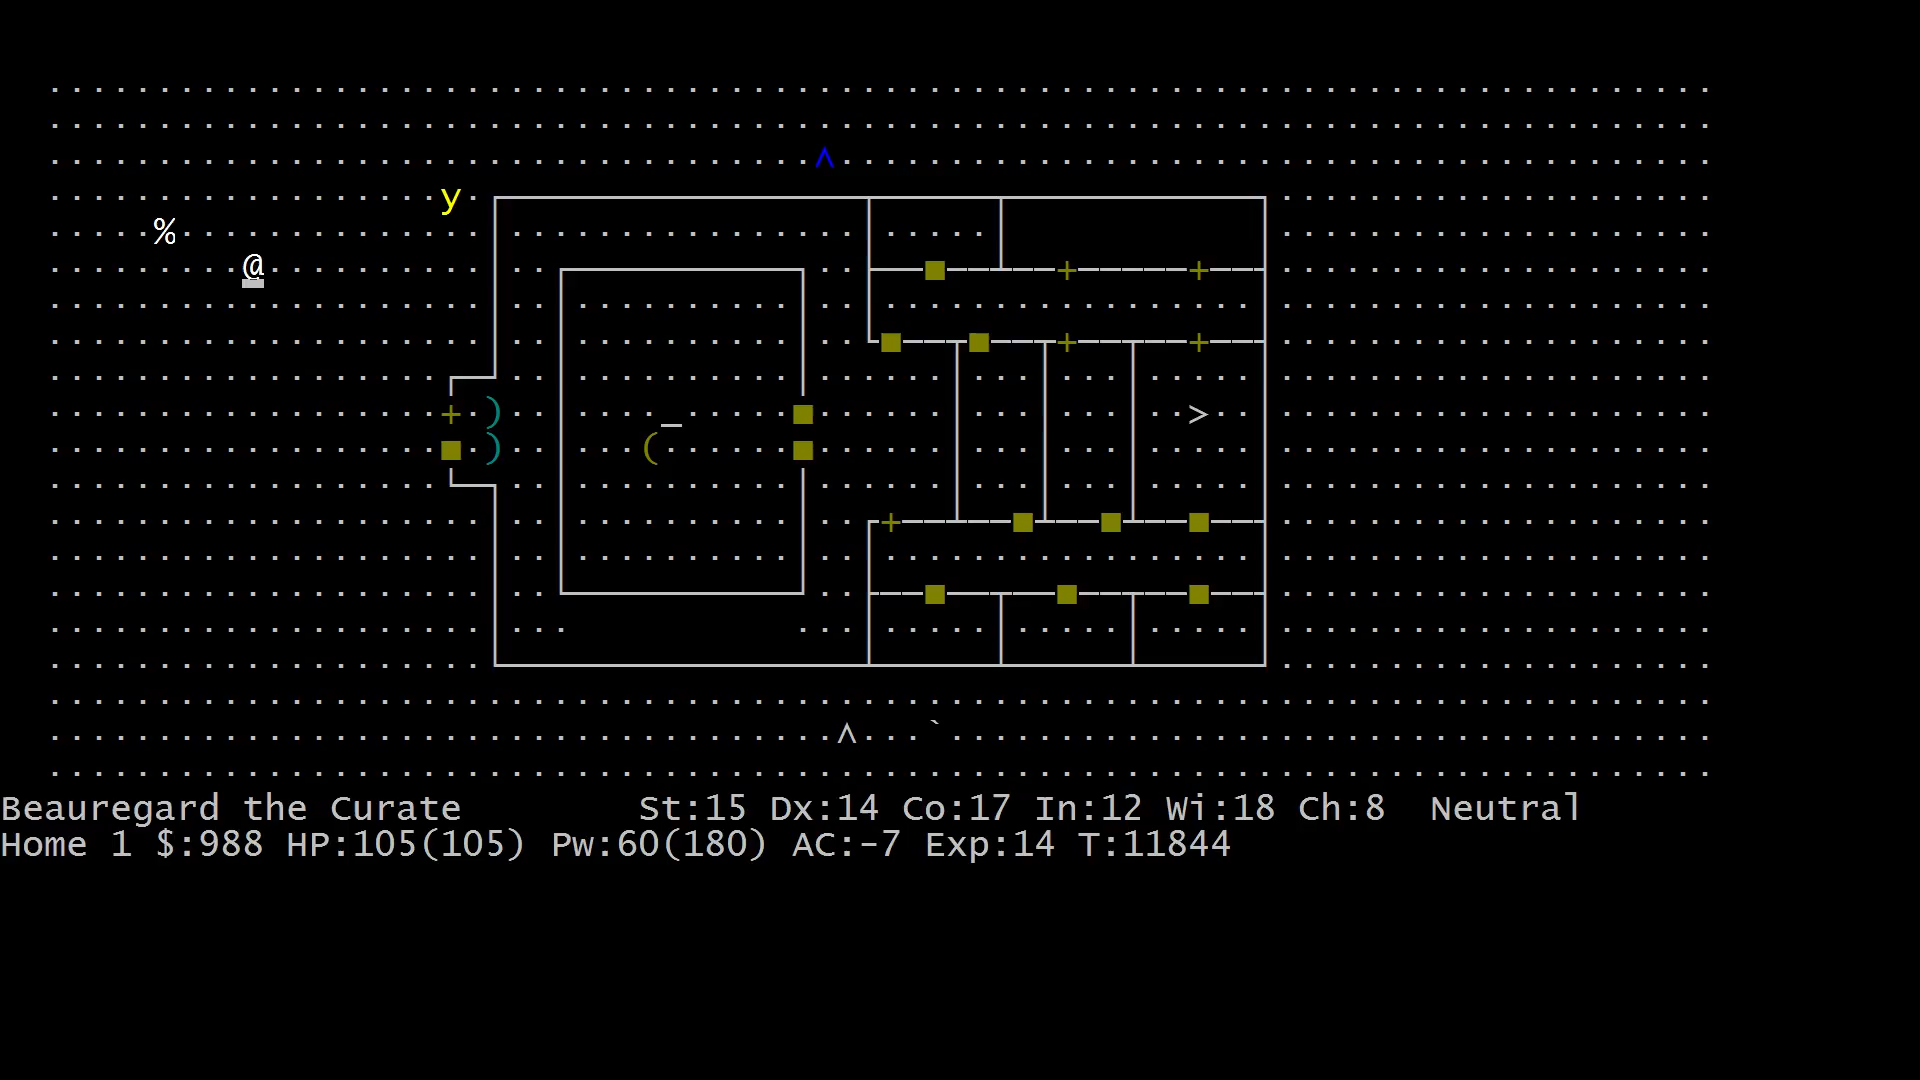 Beauregard the Curate St:15 Dx:14 Co:17 In:12 Wi:18 Ch:8 Neutral
Home 1 $:988 HP:105(105) Pw:60(180) AC:-7 Exp:14 T:11844